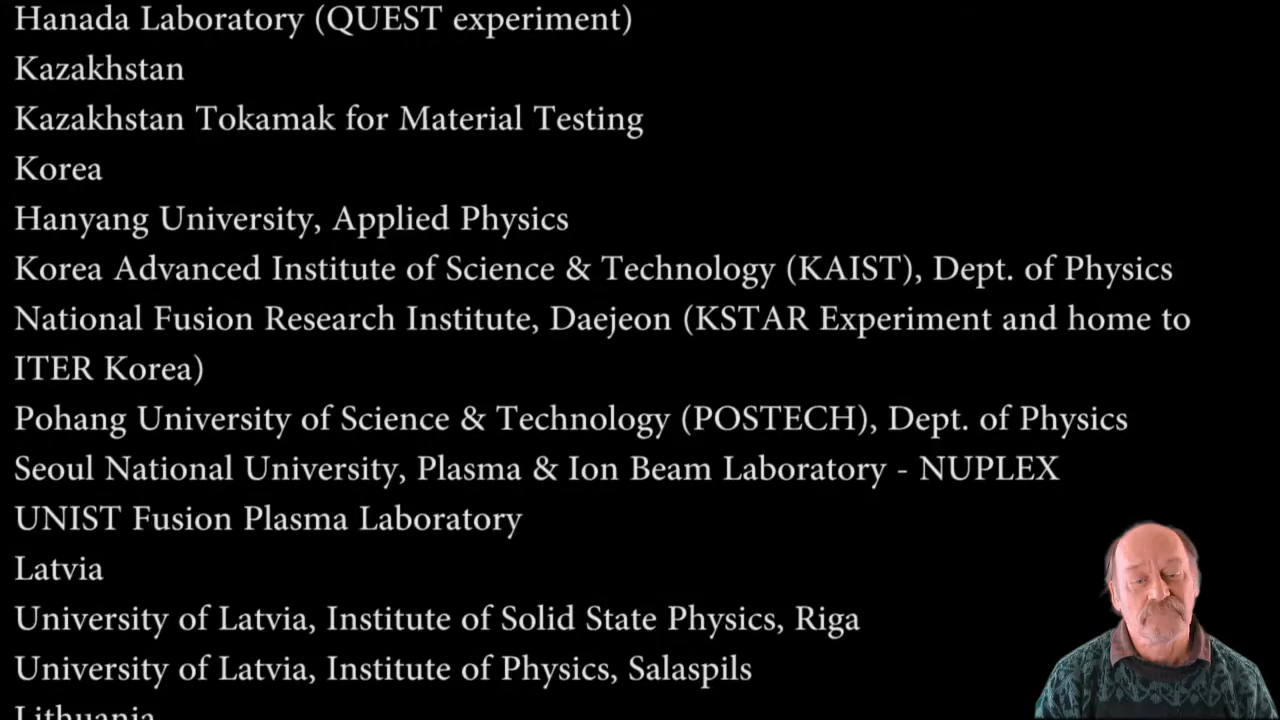 Hanada Laboratory (QUEST experiment)
Kazakhstan
Kazakhstan Tokamak for Material Testing
Korea
Hanyang University, Applied Physics
Korea Advanced Institute of Science & Technology (KAIST), Dept. of Physics
National Fusion Research Institute, Daejeon (KSTAR Experiment and home to
ITER Korea)
Pohang University of Science & Technology (POSTECH), Dept. of Physics
Seoul National University, Plasma & Ion Beam Laboratory - NUPLEX
UNIST Fusion Plasma Laboratory
Latvia
University of Latvia, Institute of Solid State Physics, Riga
University of Latvia, Institute of Physics, Salaspils
Lithuania